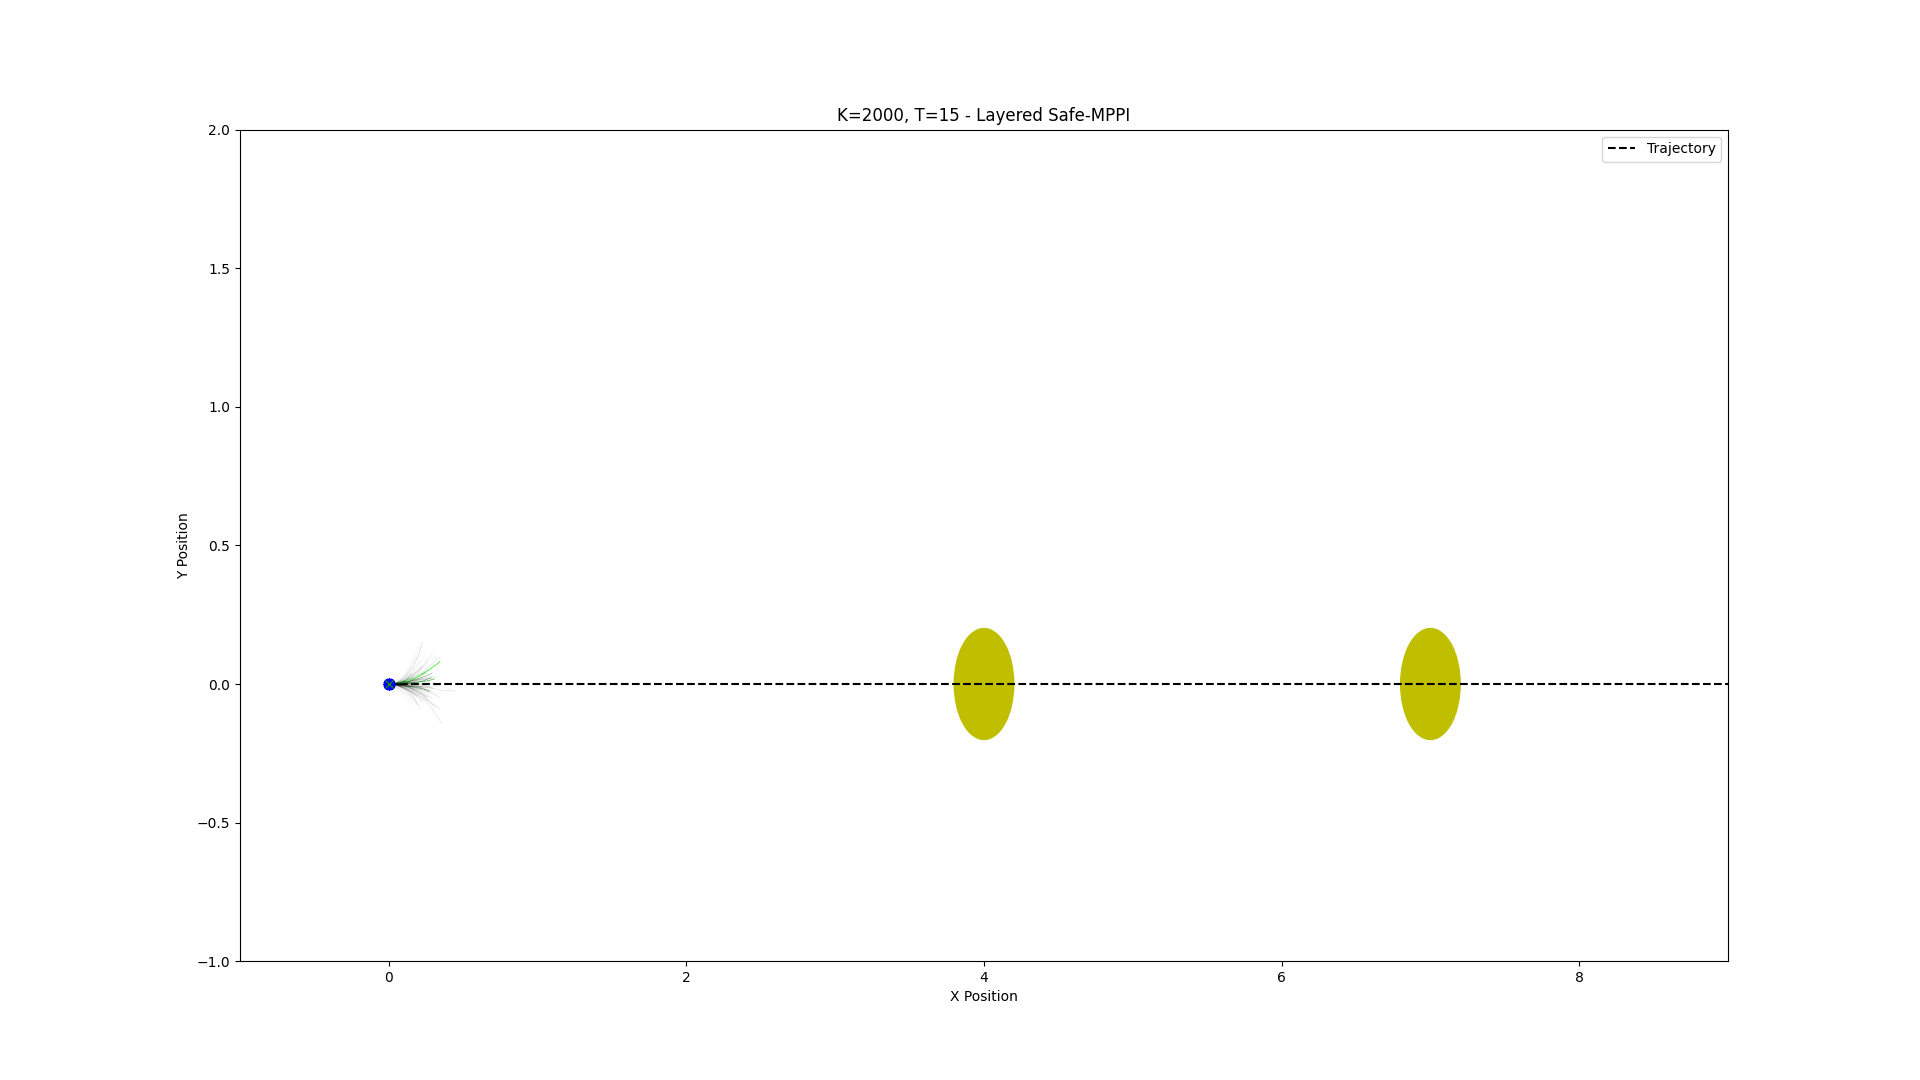 K=2000, T=15 - Layered Safe-MPPI
Trajectory
2.0
1.5
1.0
0.5
0.0
−0.5
−1.0
Y Position
0 2 4 6 8
X Position